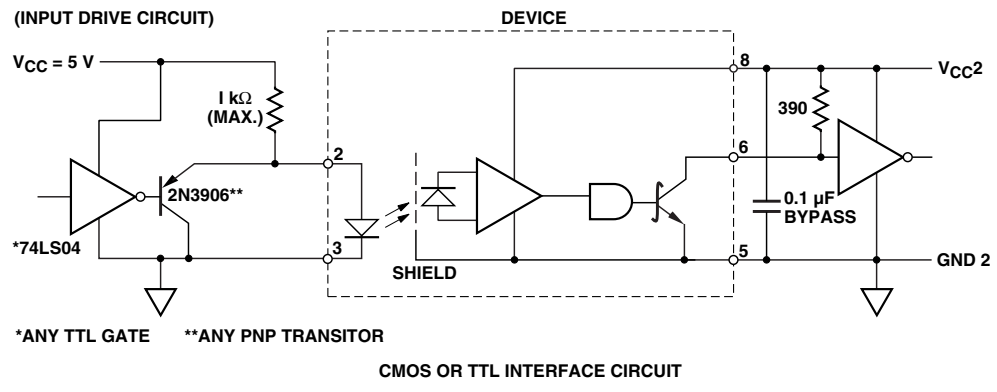 (INPUT DRIVE CIRCUIT)
DEVICE
VCC = 5 V
8
VCC2
I kΩ
(MAX.)
390
2
6
2N3906**
0.1 µF
BYPASS
*74LS04
3
SHIELD
5
GND 2
*ANY TTL GATE **ANY PNP TRANSITOR
CMOS OR TTL INTERFACE CIRCUIT